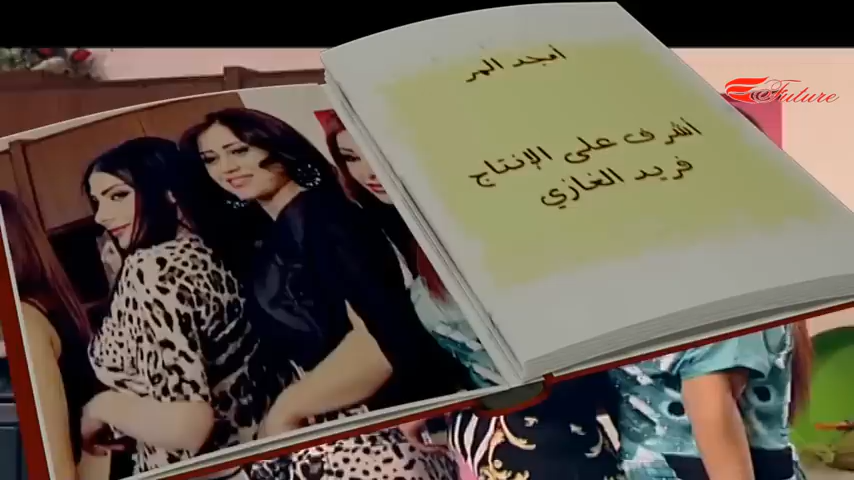 أمجد المر
أشرف على الإنتاج
فريد الغازي
Future